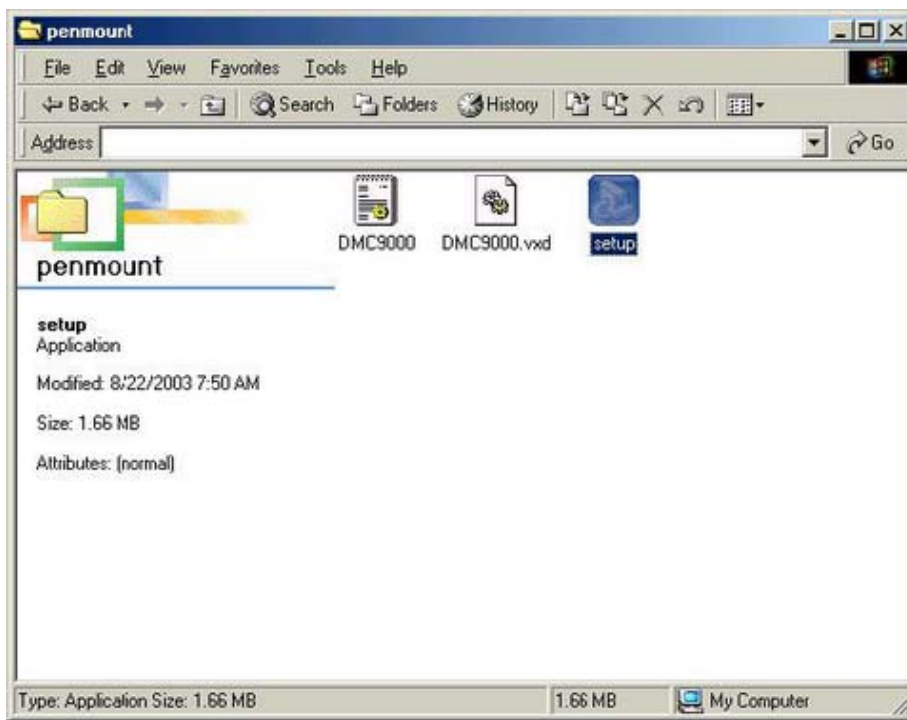 penmount
File Edit View Favorites Tools Help
Back Search Folders History
Address Go
DMC9000 DMC9000.vxd setup
penmount
setup
Application
Modified: 8/22/2003 7:50 AM
Size: 1.66 MB
Attributes: (normal)
Type: Application Size: 1.66 MB 1.66 MB My Computer